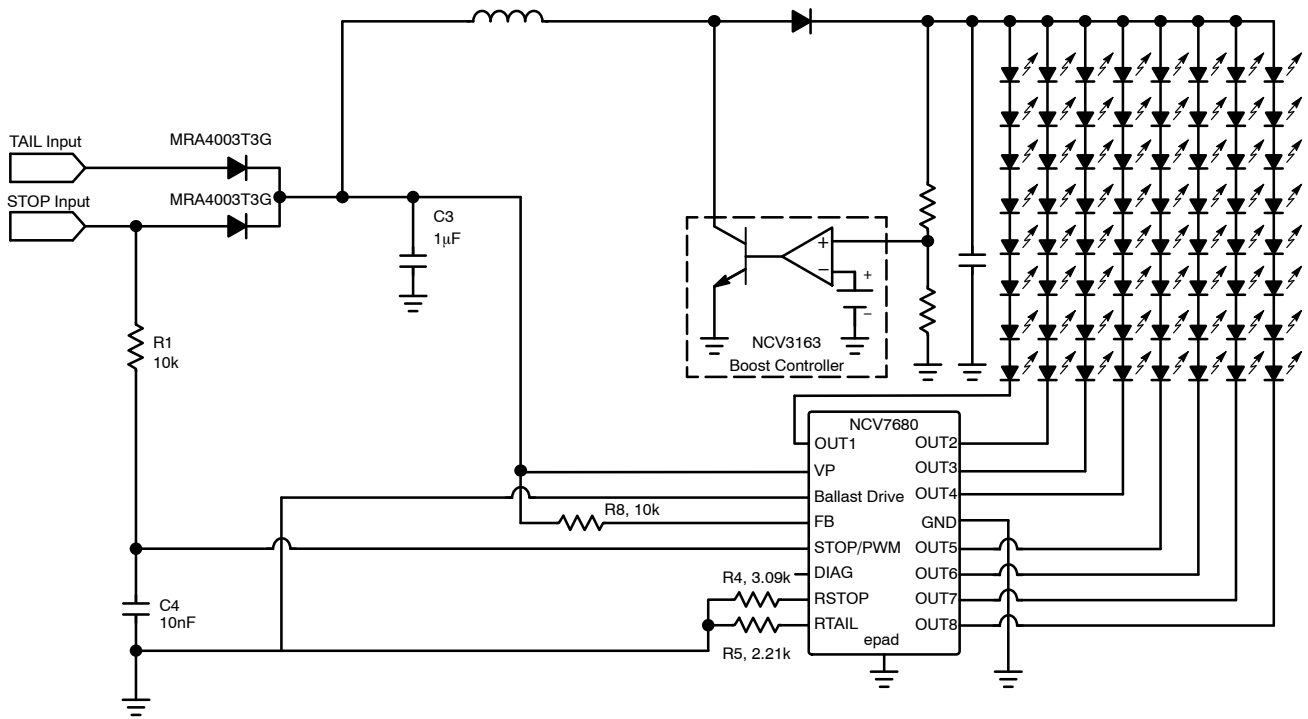 TAIL Input
MRA4003T3G
STOP Input
MRA4003T3G
C3
1μF
R1
10k
+
−
+
−
NCV3163
Boost Controller
NCV7680
OUT1
OUT2
VP
OUT3
Ballast Drive
OUT4
R8, 10k
FB
GND
STOP/PWM
OUT5
R4, 3.09k
DIAG
OUT6
C4
10nF
RSTOP
OUT7
RTAIL
OUT8
epad
R5, 2.21k